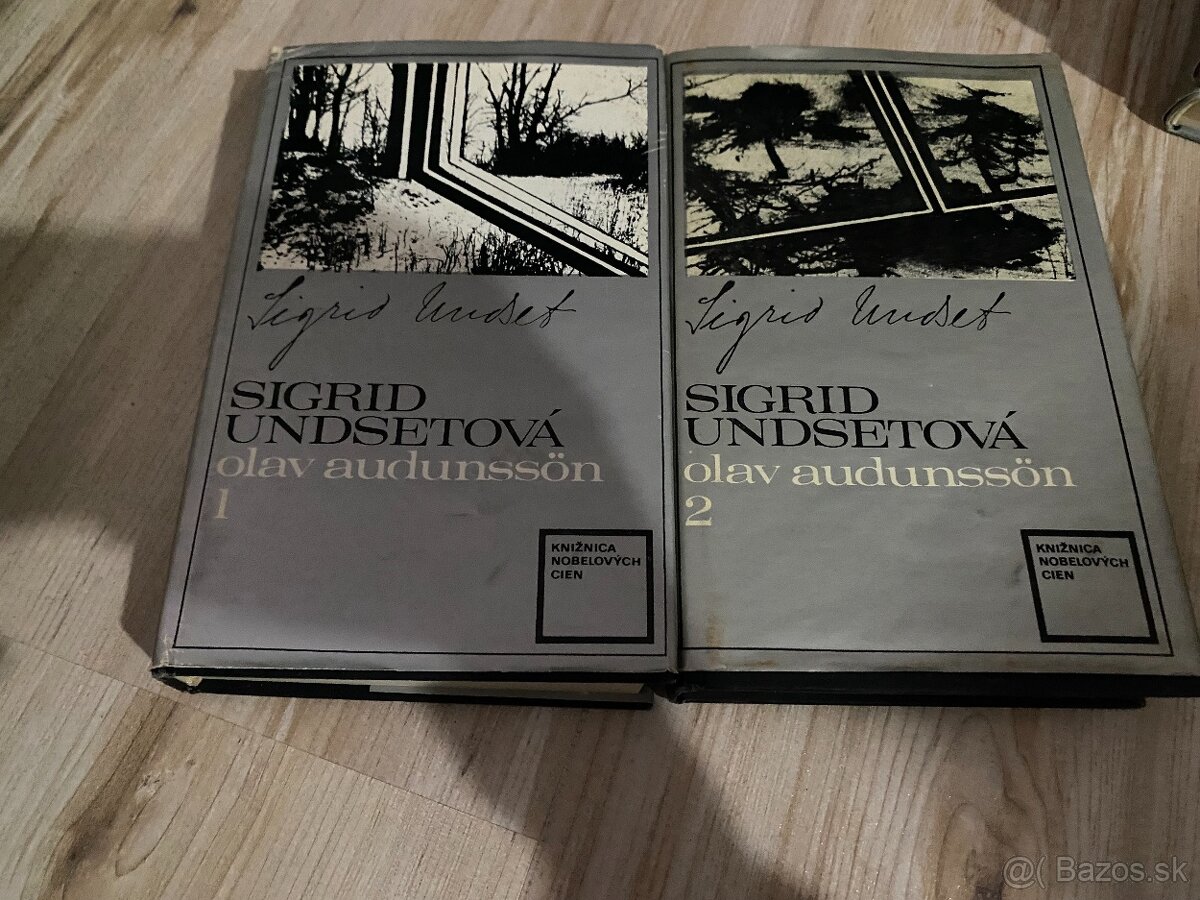 Sigrid Undset
SIGRID
UNDSETOVÁ
olav audunssön
1
KNIŽNICA
NOBELOVÝCH
CIEN
Sigrid Undset
SIGRID
UNDSETOVÁ
olav audunssön
2
KNIŽNICA
NOBELOVÝCH
CIEN
@( Bazos.sk